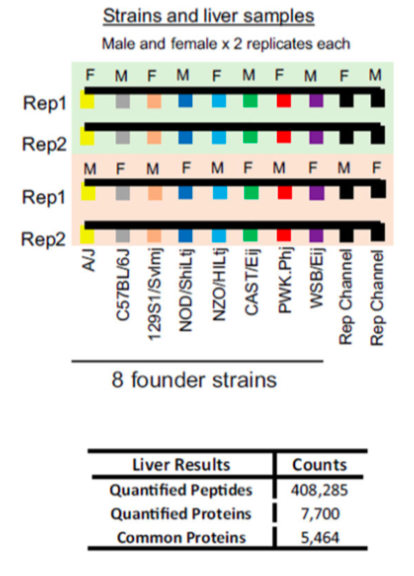 Strains and liver samples
Male and female x 2 replicates each
F M F M F M F M F M
Rep1
Rep2
M F M F M F M F M F
Rep1
Rep2
A/J
C57BL/6J
129S1/SvImj
NOD/ShiLtj
NZO/HILtj
CAST/Eij
PWK.Phj
WSB/Eij
Rep Channel
Rep Channel
8 founder strains
Liver Results Counts
Quantified Peptides 408,285
Quantified Proteins 7,700
Common Proteins 5,464